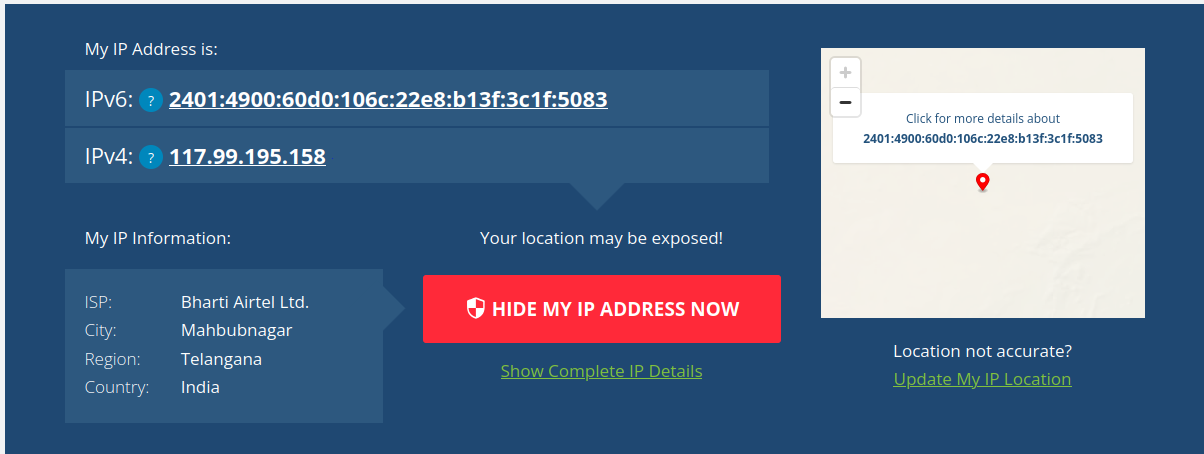 My IP Address is:
IPv6: ? 2401:4900:60d0:106c:22e8:b13f:3c1f:5083
IPv4: ? 117.99.195.158
My IP Information:
ISP: Bharti Airtel Ltd.
City: Mahbubnagar
Region: Telangana
Country: India
Your location may be exposed!
HIDE MY IP ADDRESS NOW
Show Complete IP Details
+
−
Click for more details about
2401:4900:60d0:106c:22e8:b13f:3c1f:5083
Location not accurate?
Update My IP Location